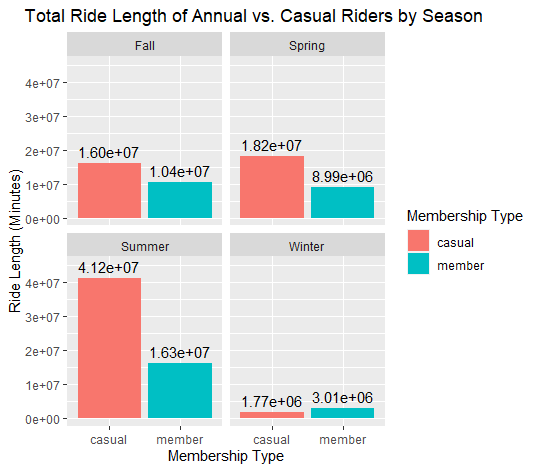 Total Ride Length of Annual vs. Casual Riders by Season
Fall
Spring
4e+07
3e+07
2e+07
1e+07
0e+00
1.60e+07
1.04e+07
1.82e+07
8.99e+06
Summer
Winter
4e+07
3e+07
2e+07
1e+07
0e+00
4.12e+07
1.63e+07
1.77e+06
3.01e+06
casual
member
casual
member
Membership Type
Ride Length (Minutes)
Membership Type
casual
member